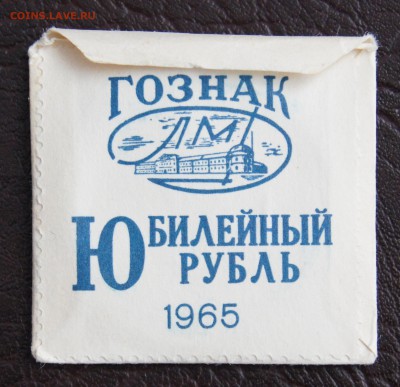 COINS.LAVE.RU
ГОЗНАК
ЛМД
ЮБИЛЕЙНЫЙ
РУБЛЬ
1965